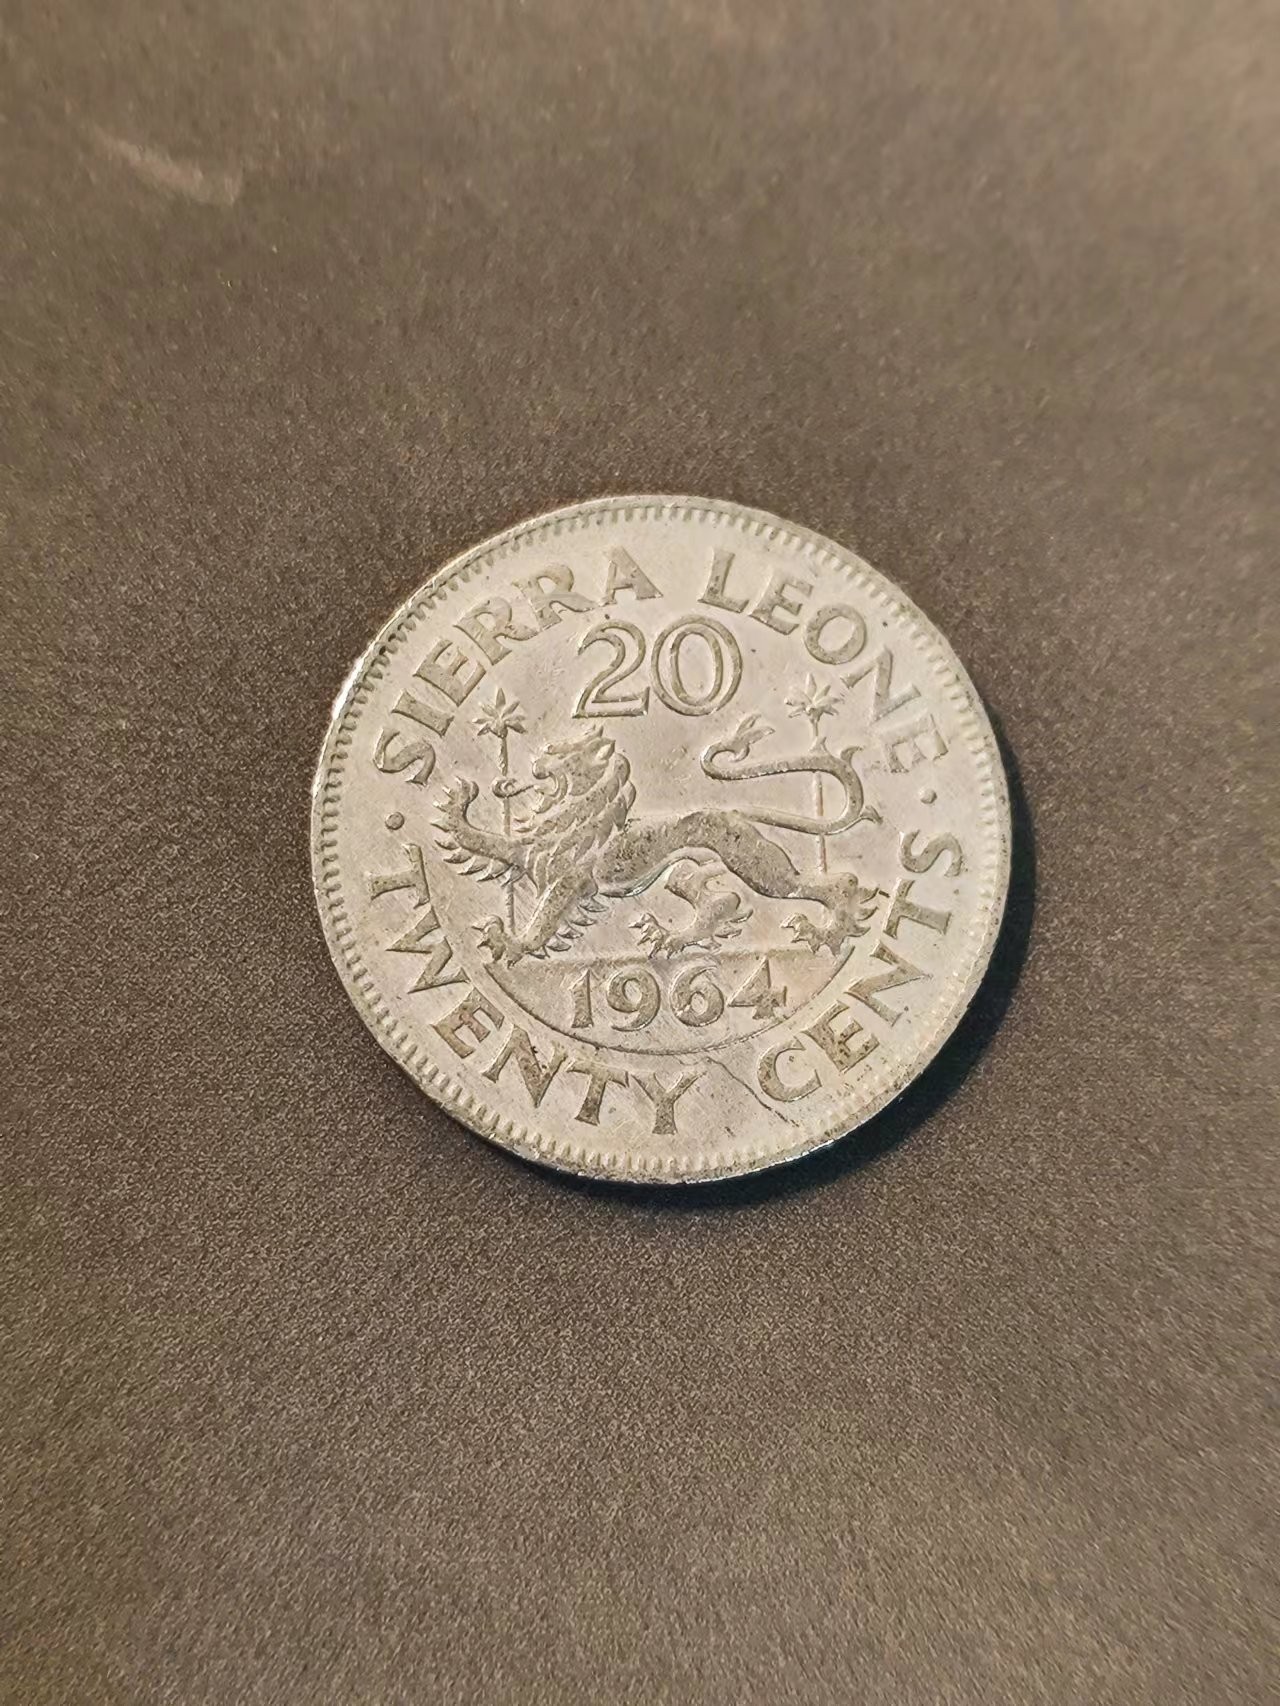 SIERRA LEONE
20
1964
TWENTY CENTS